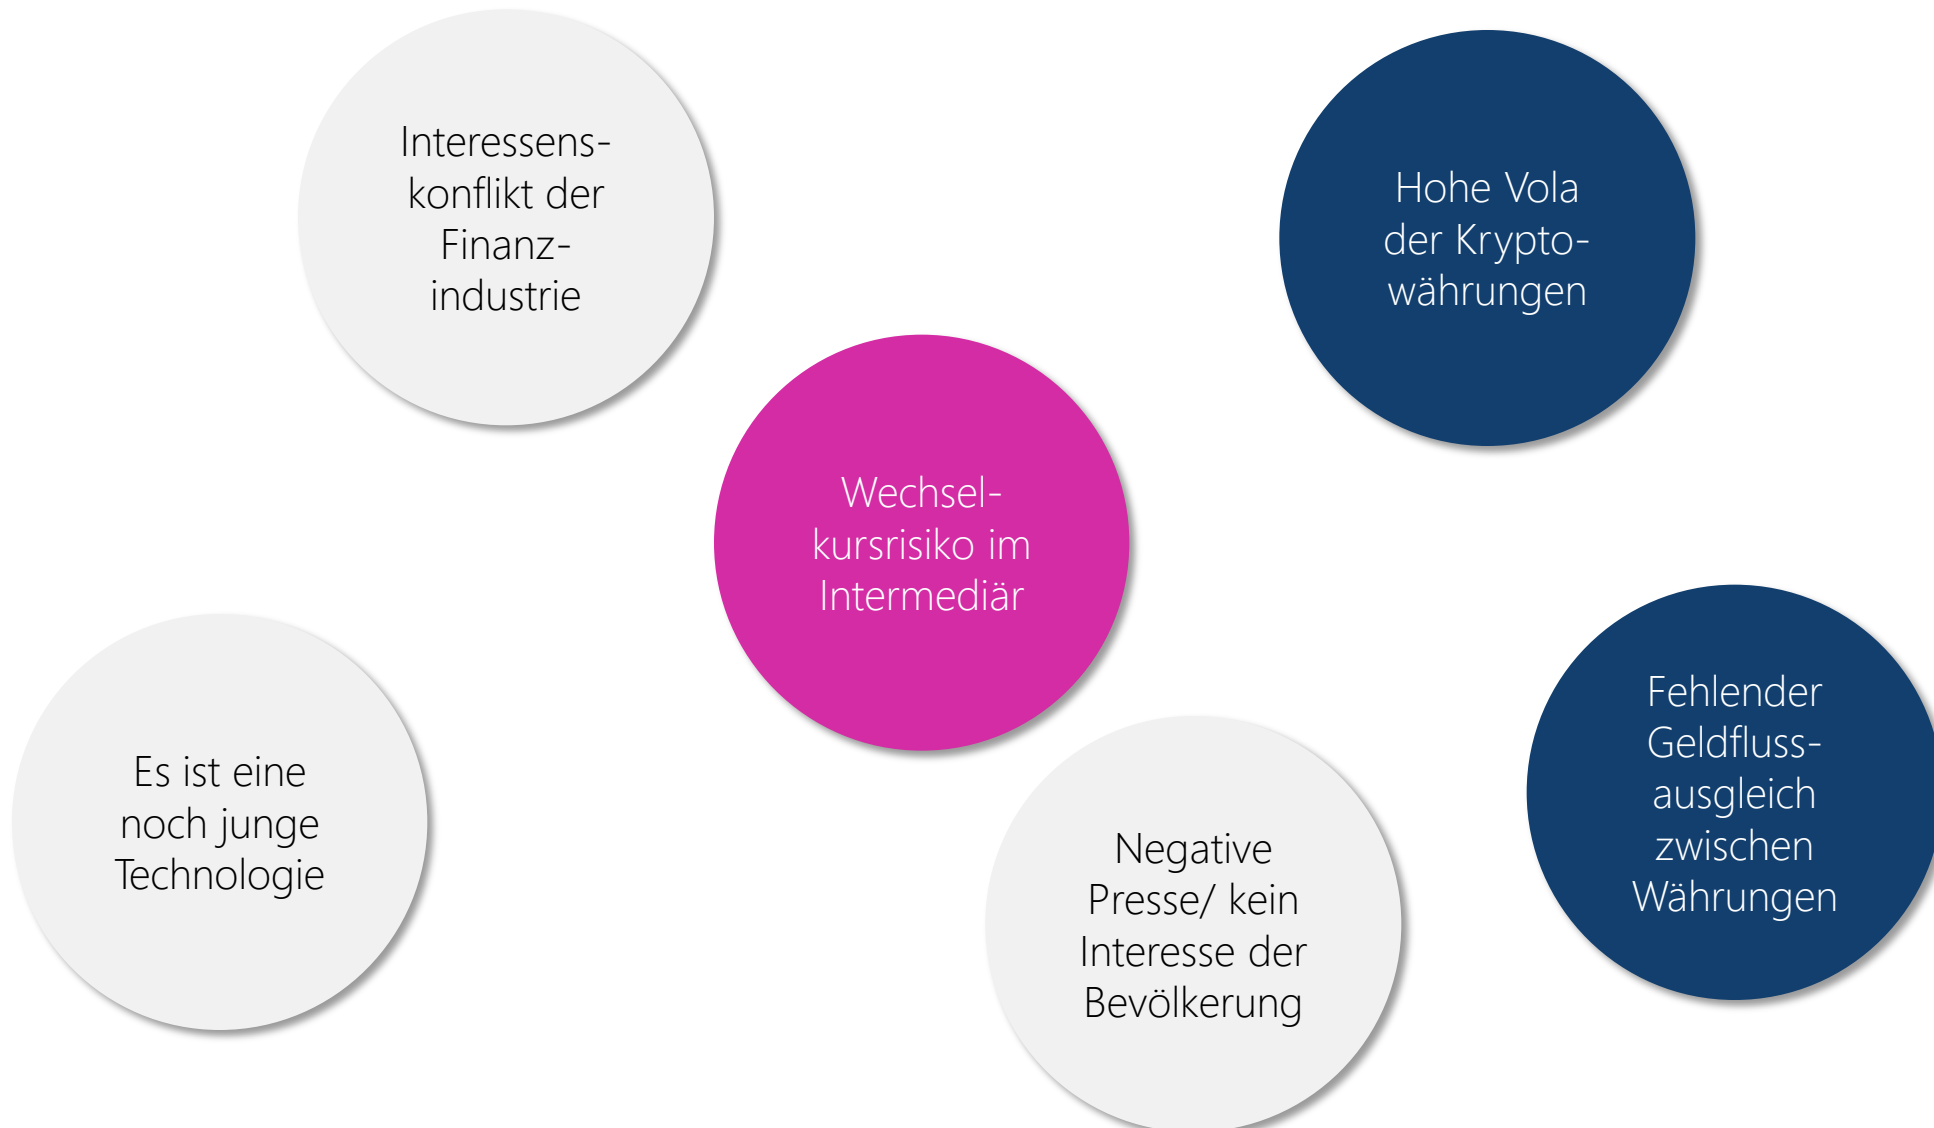 Interessens-
konflikt der
Finanz-
industrie
Hohe Vola
der Krypto-
währungen
Wechsel-
kursrisiko im
Intermediär
Es ist eine
noch junge
Technologie
Negative
Presse/ kein
Interesse der
Bevölkerung
Fehlender
Geldfluss-
ausgleich
zwischen
Währungen